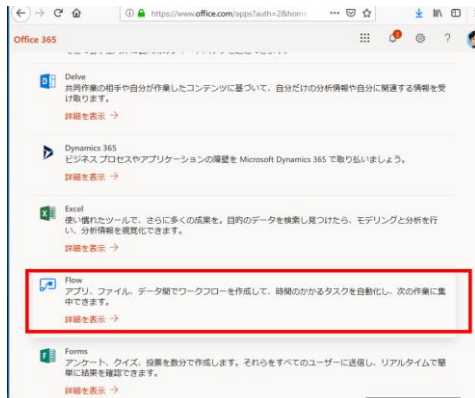 https://www.office.com/apps?auth=2&home
Office 365
Delve
共同作業の相手や自分が作業したコンテンツに基づいて、自分だけの分析情報や自分に関連する情報を受
け取ります。
詳細を表示 →
Dynamics 365
ビジネス プロセスやアプリケーションの障壁を Microsoft Dynamics 365 で取り払いましょう。
詳細を表示 →
Excel
使い慣れたツールで、さらに多くの成果を。目的のデータを検索し見つけたら、モデリングと分析を行
い、分析情報を視覚化できます。
詳細を表示 →
Flow
アプリ、ファイル、データ間でワークフローを作成して、時間のかかるタスクを自動化し、次の作業に集
中できます。
詳細を表示 →
Forms
アンケート、クイズ、投票を数分で作成します。それらをすべてのユーザーに送信し、リアルタイムで簡
単に結果を確認できます。
詳細を表示 →